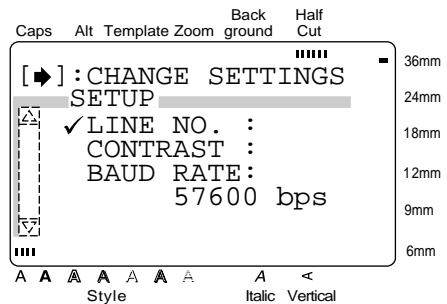 Back Half
Caps Alt Template Zoom ground Cut
[➡]:CHANGE SETTINGS
SETUP
✓LINE NO. :
CONTRAST :
BAUD RATE:
57600 bps
36mm
24mm
18mm
12mm
9mm
6mm
A A A A A A A A A
Style Italic Vertical